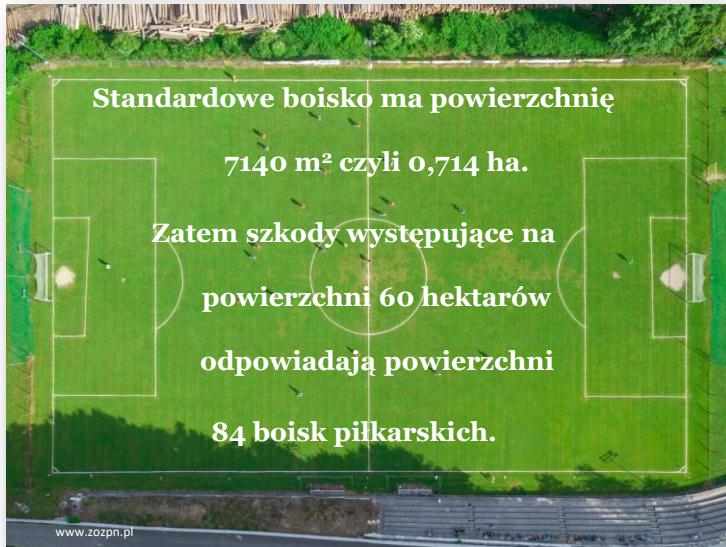 Standardowe boisko ma powierzchnię
7140 m² czyli 0,714 ha.
Zatem szkody występujące na
powierzchni 60 hektarów
odpowiadają powierzchni
84 boisk piłkarskich.
www.zozpn.pl